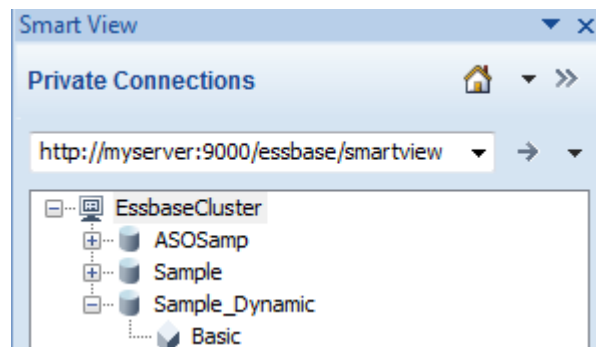 Smart View
Private Connections
http://myserver:9000/essbase/smartview
EssbaseCluster
ASOSamp
Sample
Sample_Dynamic
Basic